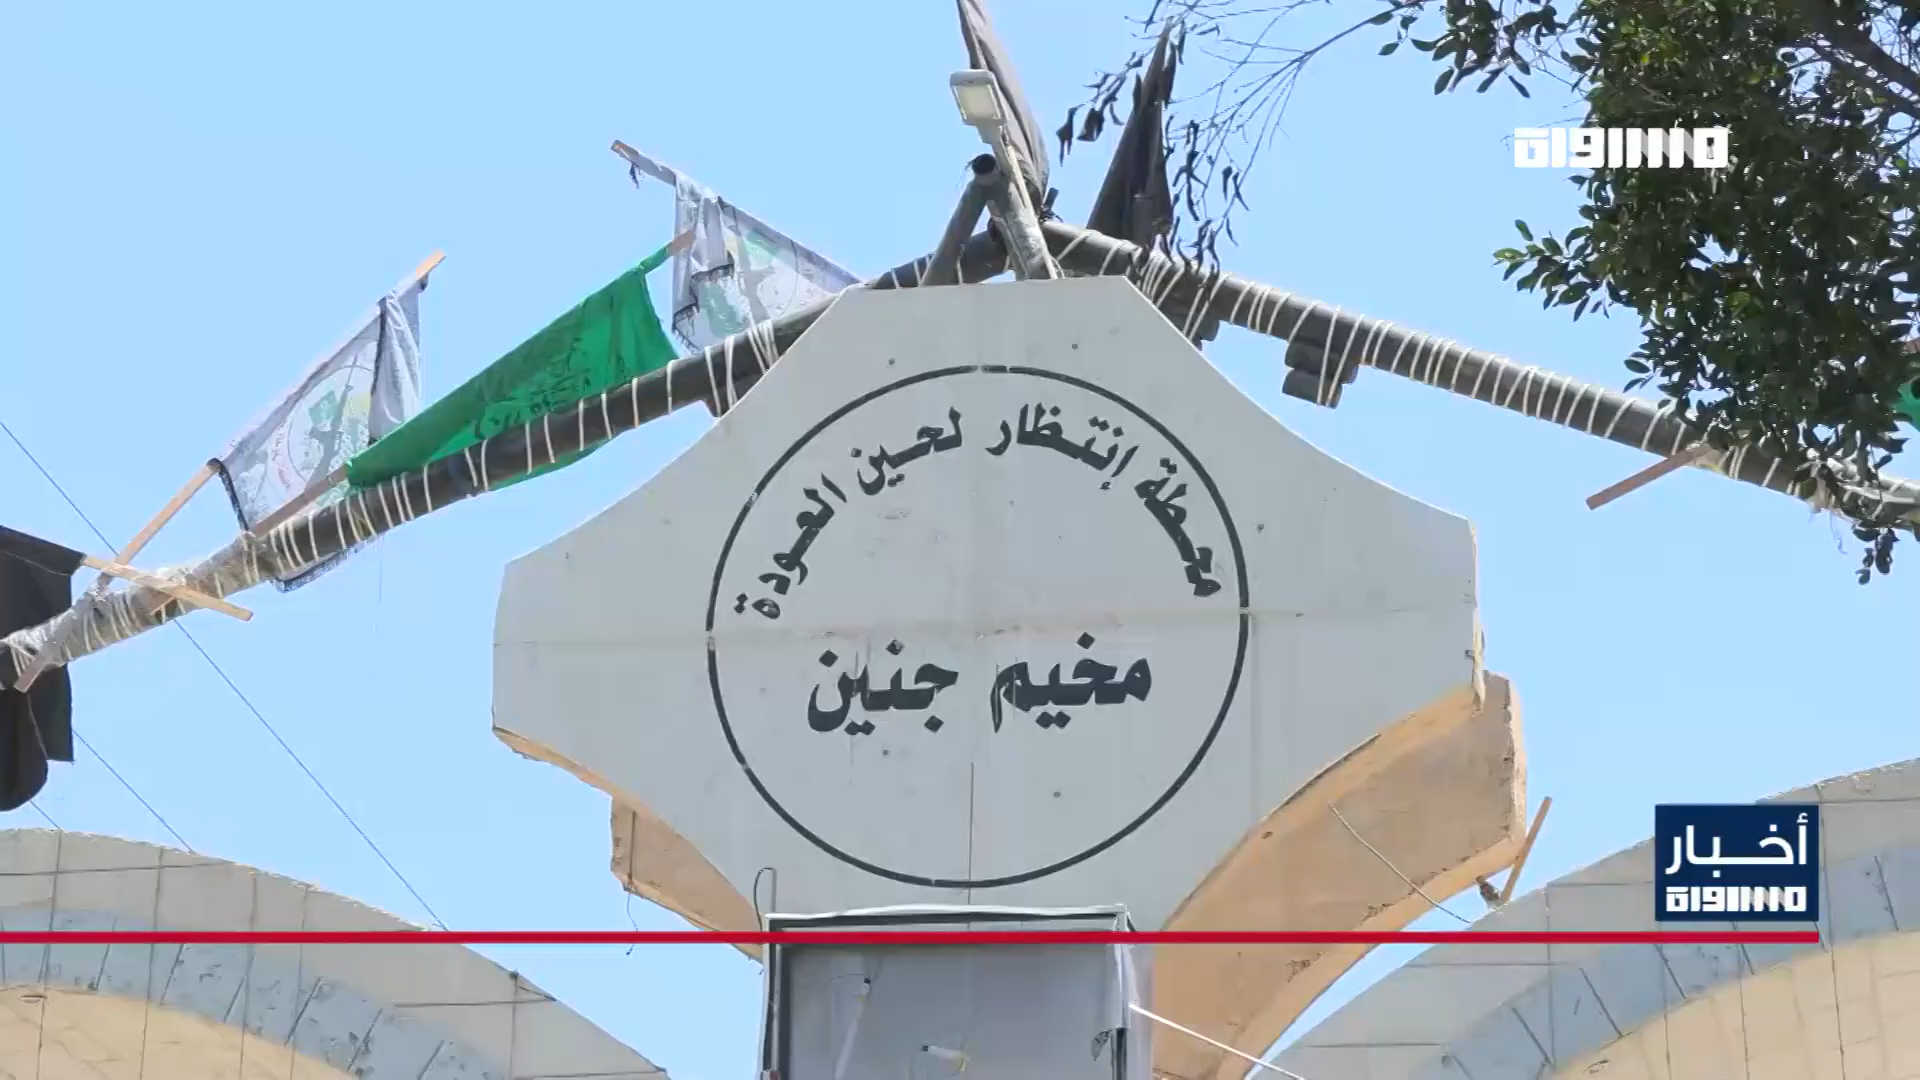 مساواة
محطة إنتظار لحين العودة
مخيم جنين
أخبار
مساواة